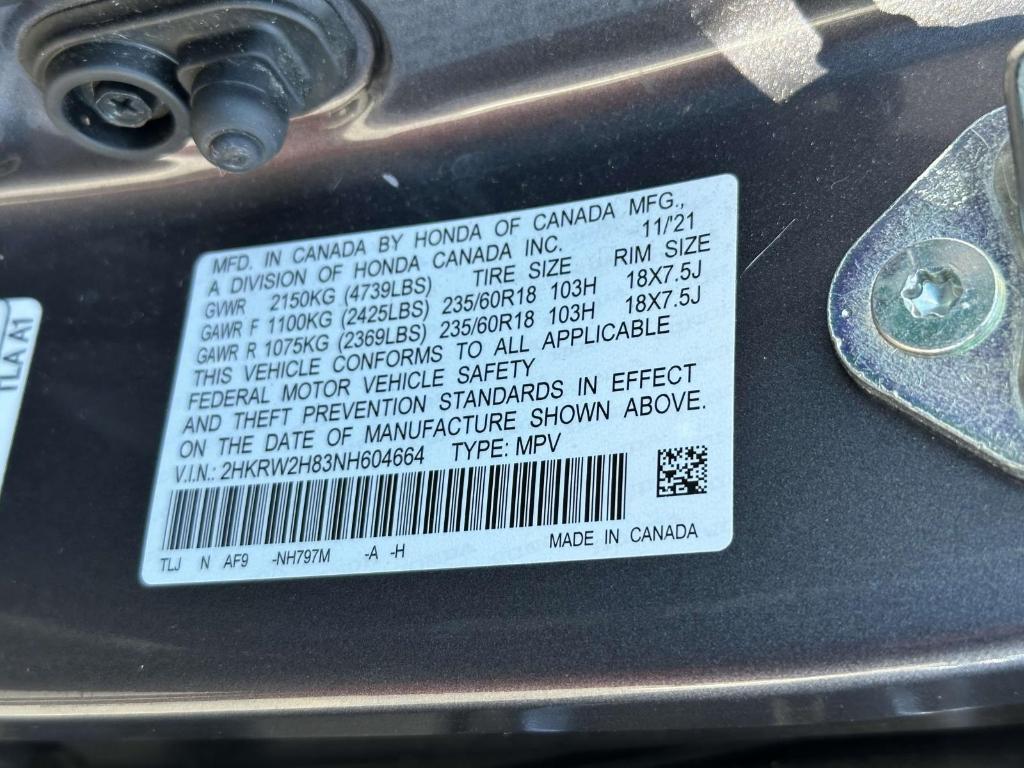 MFD. IN CANADA BY HONDA OF CANADA MFG.,
A DIVISION OF HONDA CANADA INC. 11/'21
GVWR 2150KG (4739LBS) TIRE SIZE RIM SIZE
GAWR F 1100KG (2425LBS) 235/60R18 103H 18X7.5J
GAWR R 1075KG (2369LBS) 235/60R18 103H 18X7.5J
THIS VEHICLE CONFORMS TO ALL APPLICABLE
FEDERAL MOTOR VEHICLE SAFETY
AND THEFT PREVENTION STANDARDS IN EFFECT
ON THE DATE OF MANUFACTURE SHOWN ABOVE.
V.I.N.: 2HKRW2H83NH604664 TYPE: MPV
TLJ N AF9 -NH797M -A -H MADE IN CANADA
TLA A1